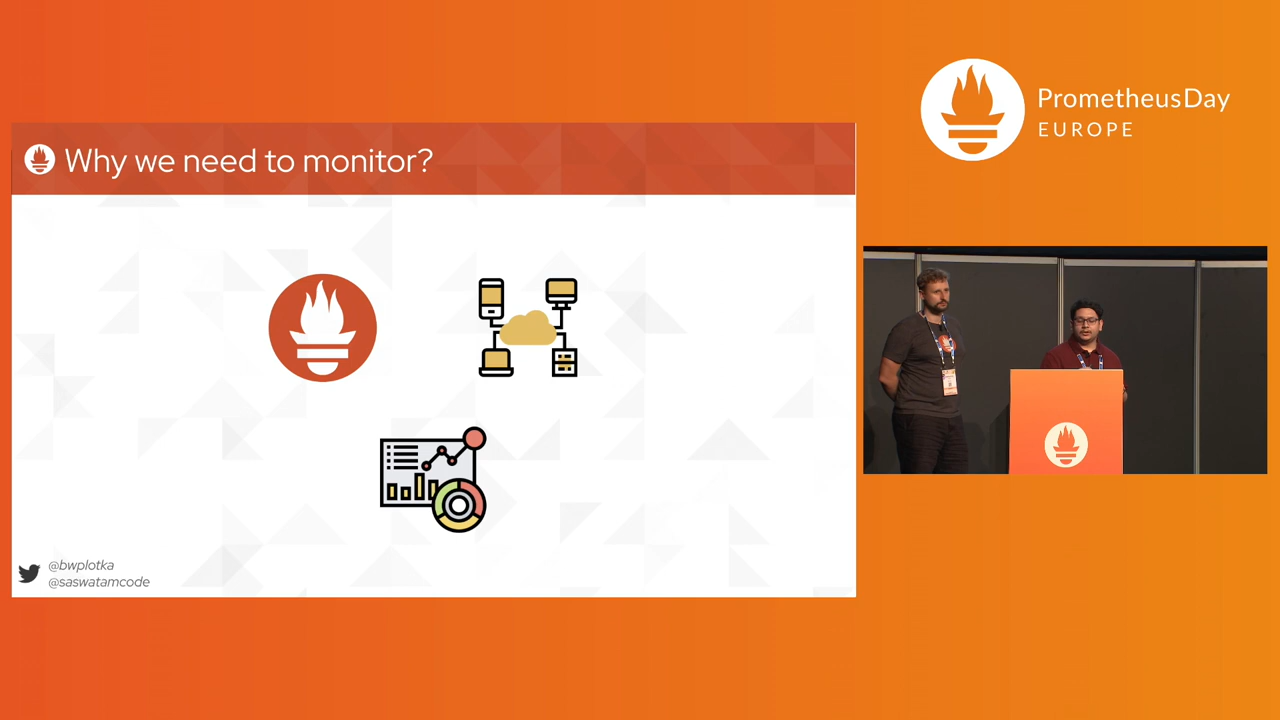 PrometheusDay
EUROPE
Why we need to monitor?
@bwplotka
@saswatamcode